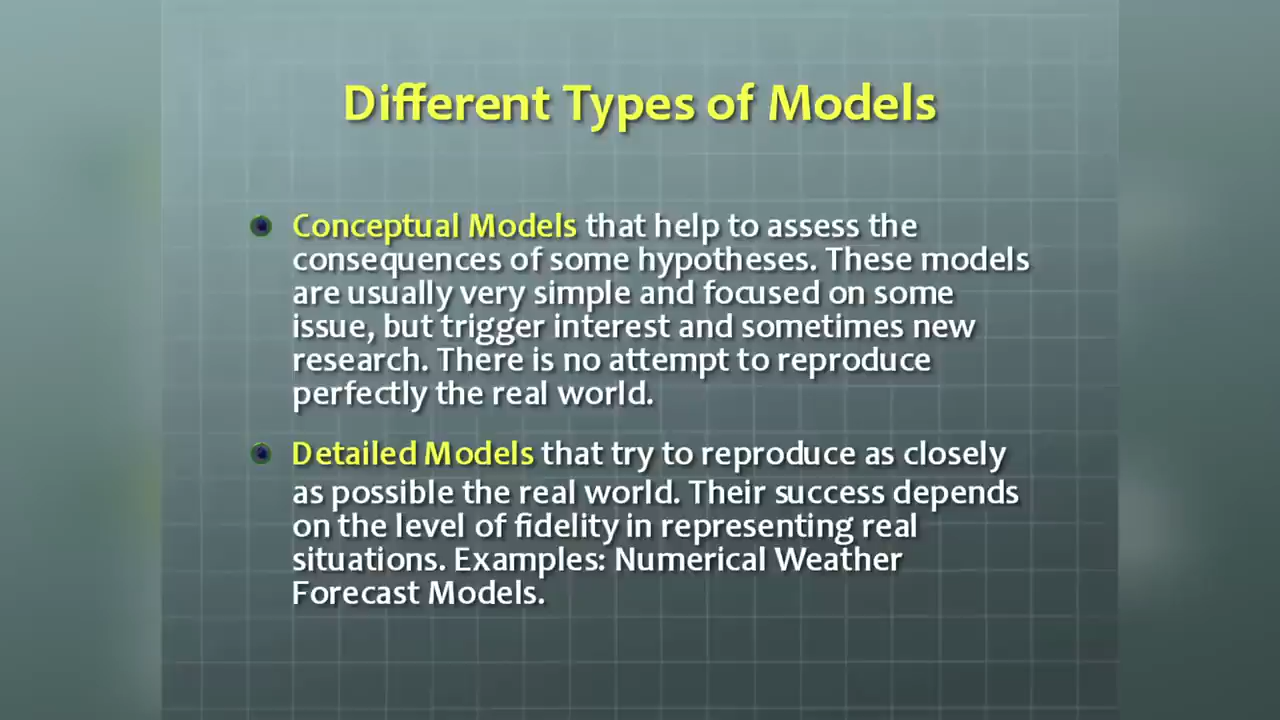 Different Types of Models
Conceptual Models that help to assess the
consequences of some hypotheses. These models
are usually very simple and focused on some
issue, but trigger interest and sometimes new
research. There is no attempt to reproduce
perfectly the real world.
Detailed Models that try to reproduce as closely
as possible the real world. Their success depends
on the level of fidelity in representing real
situations. Examples: Numerical Weather
Forecast Models.